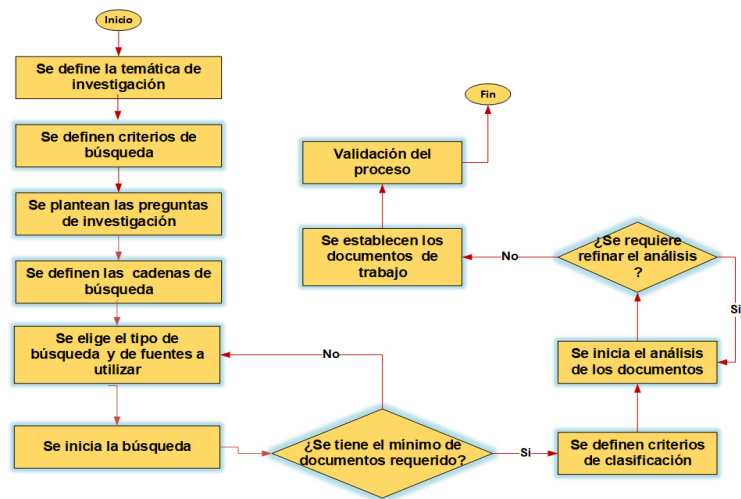 Inicio
Se define la temática de
investigación
Se definen criterios de
búsqueda
Se plantean las preguntas
de investigación
Se definen las cadenas de
búsqueda
Se elige el tipo de
búsqueda y de fuentes a
utilizar
Se inicia la búsqueda
No
¿Se tiene el mínimo de
documentos requerido?
Si
Se definen criterios
de clasificación
Se inicia el análisis
de los documentos
¿Se requiere
refinar el análisis
?
Si
No
Se establecen los
documentos de
trabajo
Validación del
proceso
Fin